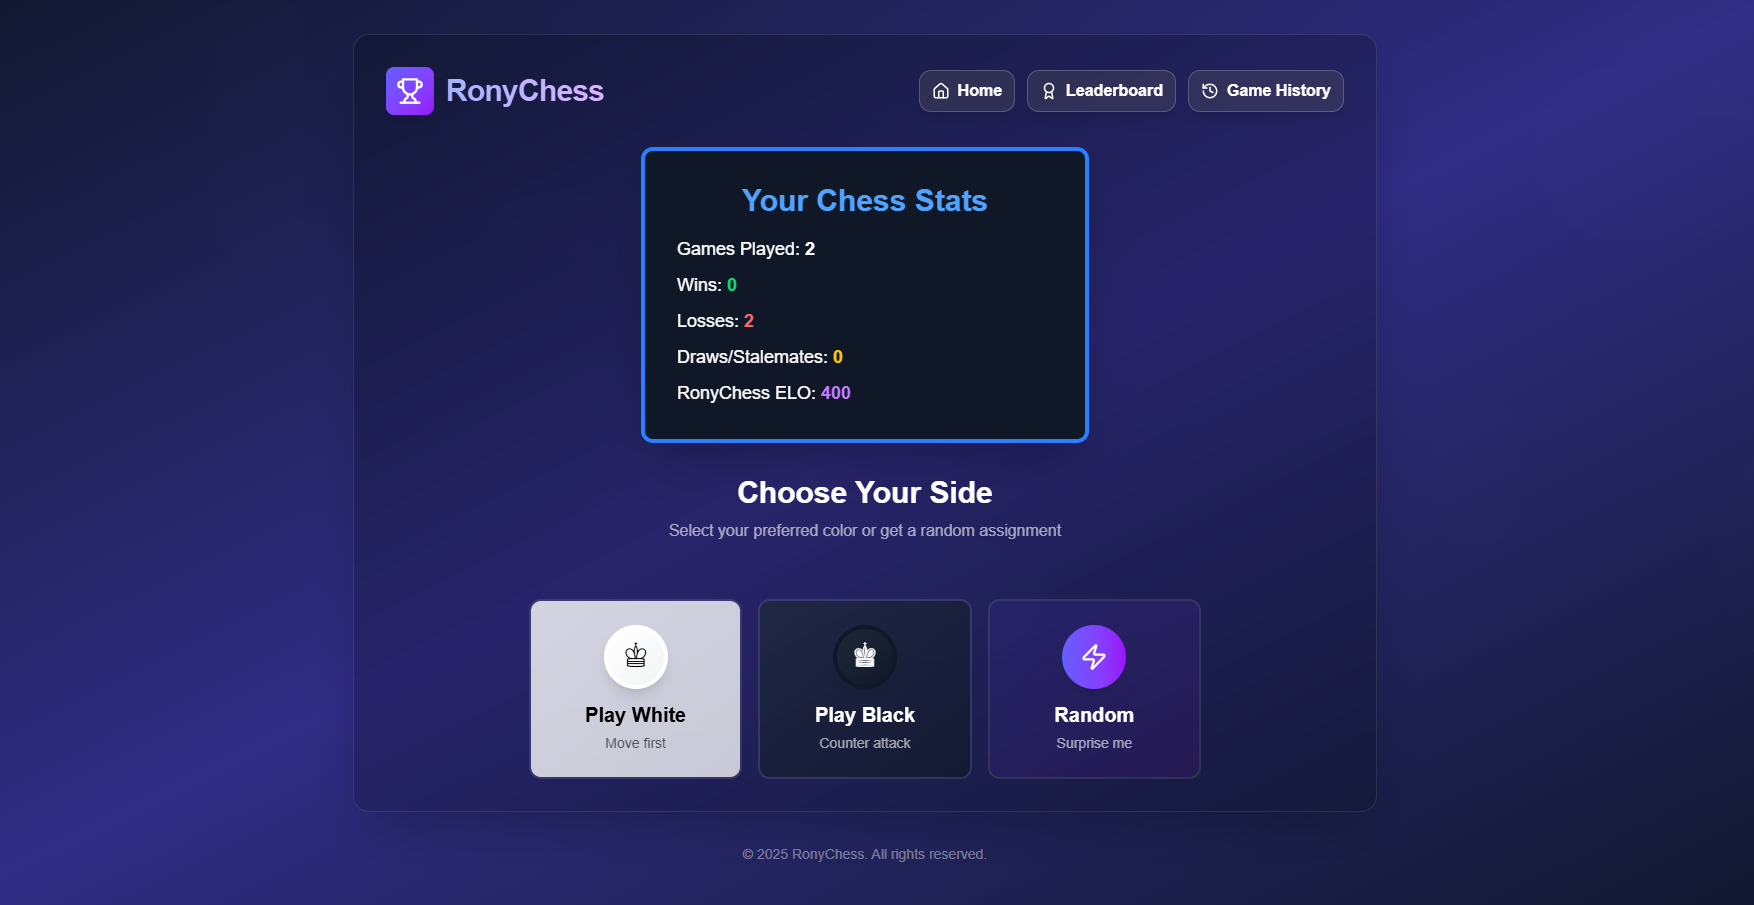 RonyChess
Home
Leaderboard
Game History
Your Chess Stats
Games Played: 2
Wins: 0
Losses: 2
Draws/Stalemates: 0
RonyChess ELO: 400
Choose Your Side
Select your preferred color or get a random assignment
Play White
Move first
Play Black
Counter attack
Random
Surprise me
© 2025 RonyChess. All rights reserved.